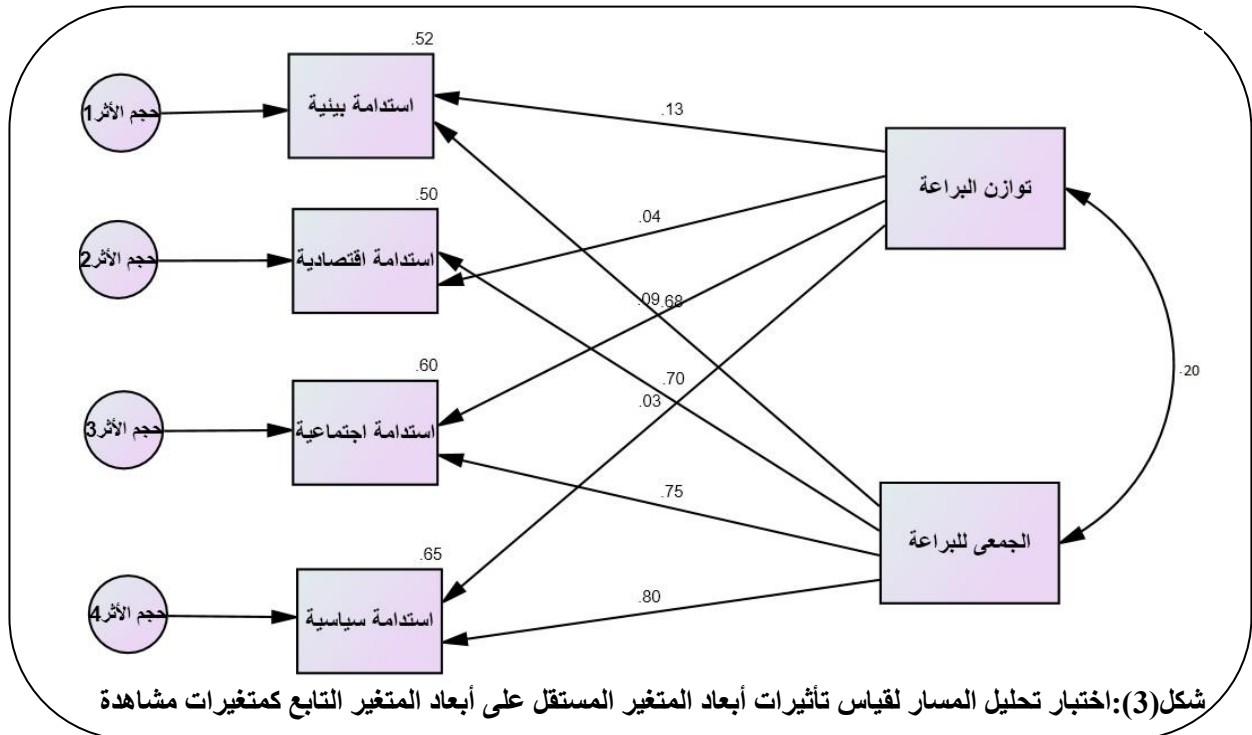 .52
حجم الأثر1
استدامة بيئية
.13
توازن البراعة
.50
حجم الأثر2
استدامة اقتصادية
.04
.09
.68
.20
.60
حجم الأثر3
استدامة اجتماعية
.70
.03
.75
الجمعى للبراعة
.65
حجم الأثر4
استدامة سياسية
.80
شكل(3):اختبار تحليل المسار لقياس تأثيرات أبعاد المتغير المستقل على أبعاد المتغير التابع كمتغيرات مشاهدة